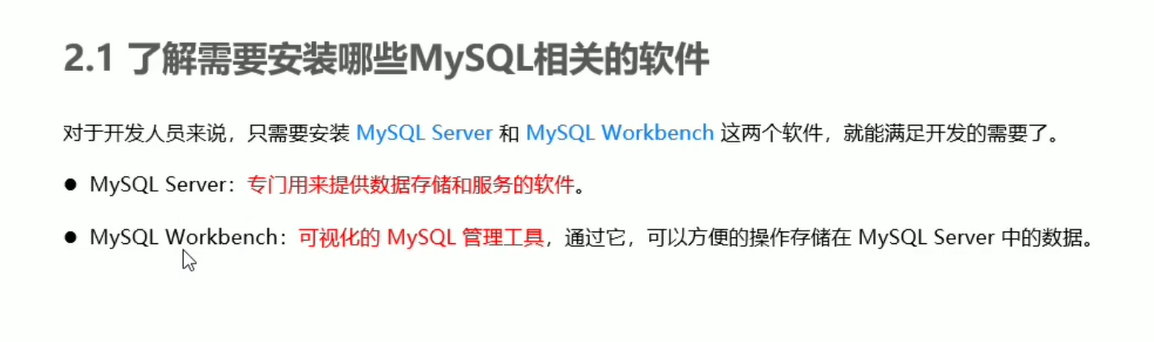 2.1 了解需要安装哪些MySQL相关的软件
对于开发人员来说，只需要安装 MySQL Server 和 MySQL Workbench 这两个软件，就能满足开发的需要了。
● MySQL Server：专门用来提供数据存储和服务的软件。
● MySQL Workbench：可视化的 MySQL 管理工具，通过它，可以方便的操作存储在 MySQL Server 中的数据。